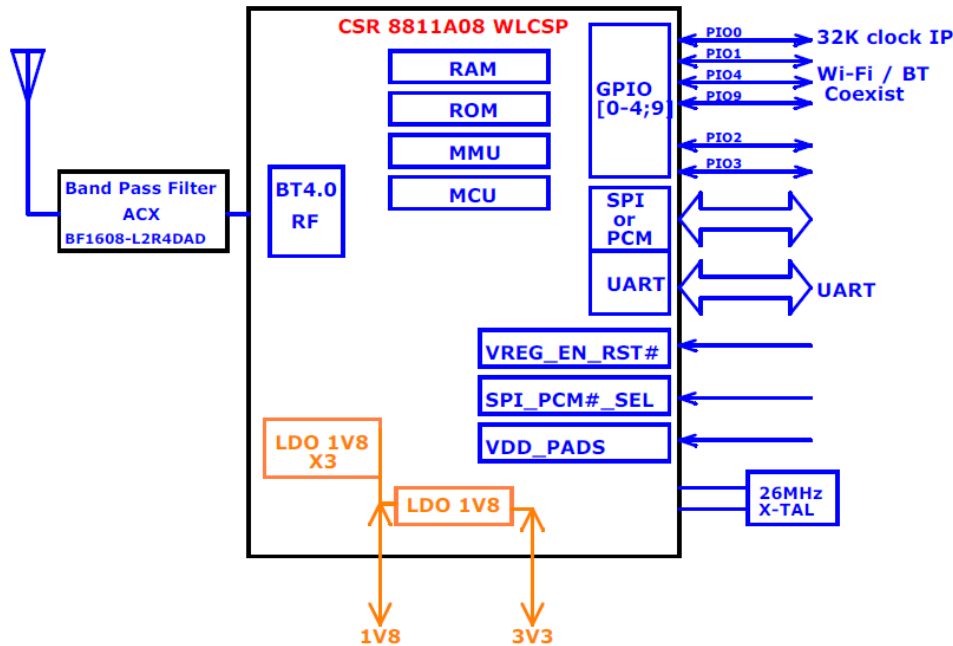 CSR 8811A08 WLCSP
RAM
ROM
MMU
MCU
GPIO
[0-4;9]
PIO0
PIO1
PIO4
PIO9
PIO2
PIO3
32K clock IP
Wi-Fi / BT
Coexist
Band Pass Filter
ACX
BF1608-L2R4DAD
BT4.0
RF
SPI
or
PCM
UART
UART
VREG_EN_RST#
SPI_PCM#_SEL
VDD_PADS
LDO 1V8
X3
LDO 1V8
26MHz
X-TAL
1V8
3V3